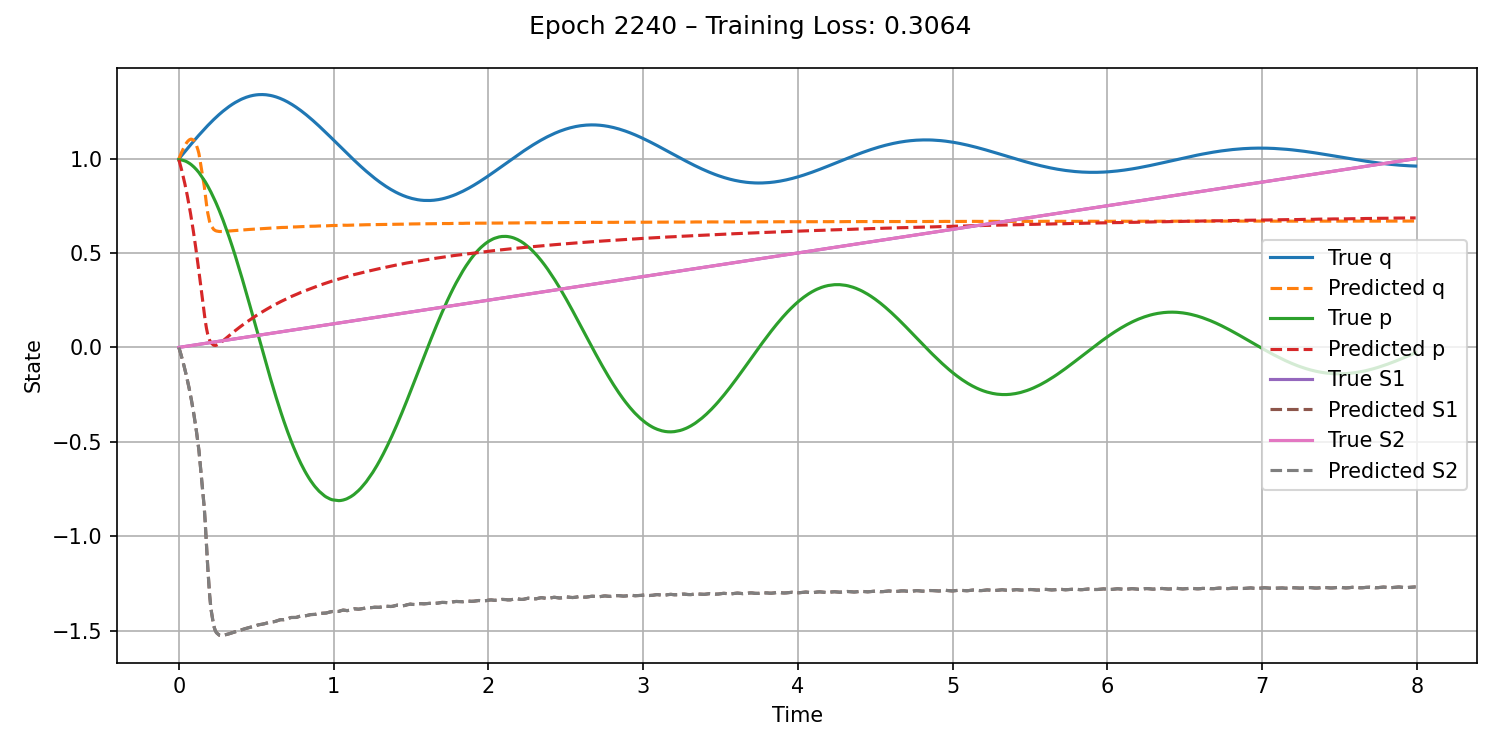 Epoch 2240 – Training Loss: 0.3064
State
1.0
0.5
0.0
−0.5
−1.0
−1.5
True q
Predicted q
True p
Predicted p
True S1
Predicted S1
True S2
Predicted S2
0 1 2 3 4 5 6 7 8
Time